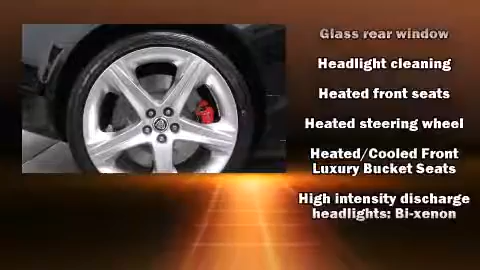 Glass rear window
Headlight cleaning
Heated front seats
Heated steering wheel
Heated/Cooled Front
Luxury Bucket Seats
High intensity discharge
headlights: Bi-xenon